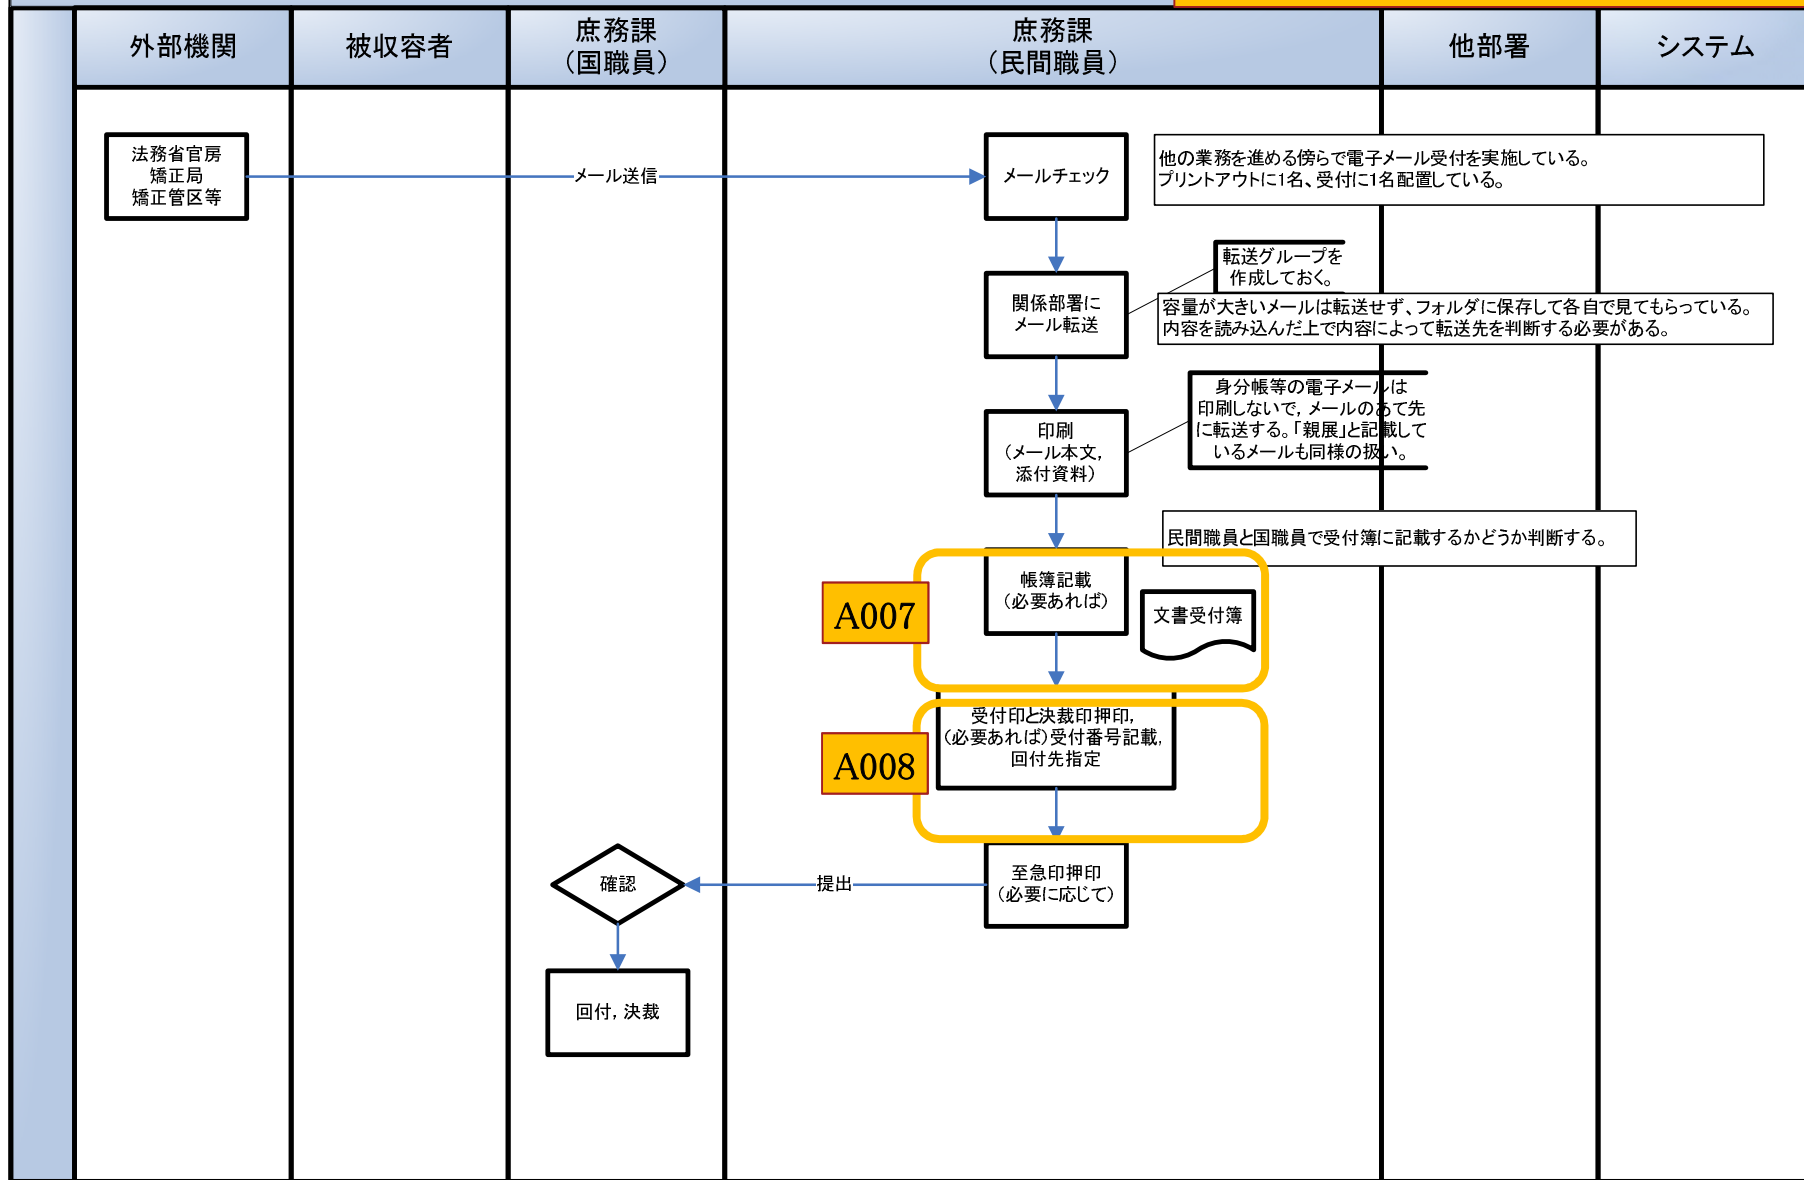 外部機関
被収容者
庶務課
（国職員）
庶務課
（民間職員）
他部署
システム
法務省官房
矯正局
矯正管区等
メール送信
メールチェック
他の業務を進める傍らで電子メール受付を実施している。
プリントアウトに1名、受付に1名配置している。
転送グループを
作成しておく。
関係部署に
メール転送
容量が大きいメールは転送せず、フォルダに保存して各自で見てもらっている。
内容を読み込んだ上で内容によって転送先を判断する必要がある。
身分帳等の電子メールは
印刷しないで，メールのあて先
に転送する。「親展」と記載して
いるメールも同様の扱い。
印刷
（メール本文，
添付資料）
民間職員と国職員で受付簿に記載するかどうか判断する。
帳簿記載
（必要あれば）
A007
文書受付簿
受付印と決裁印押印，
（必要あれば）受付番号記載，
回付先指定
A008
至急印押印
（必要に応じて）
提出
確認
回付，決裁